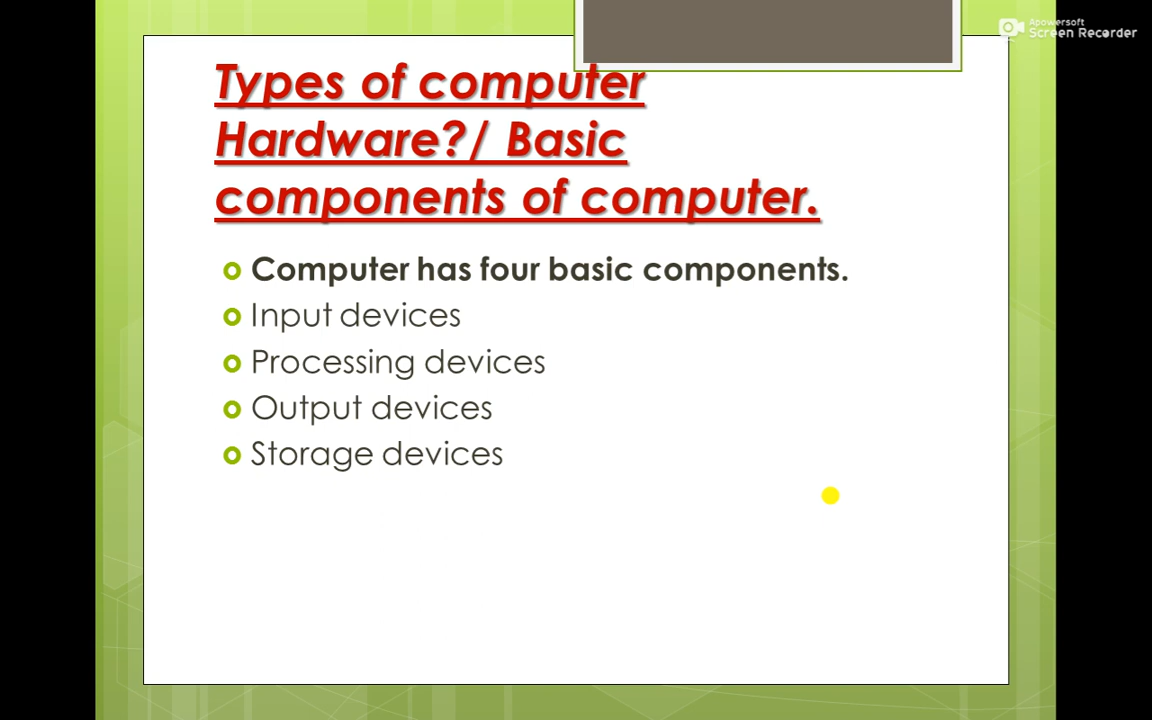 Apowersoft
Screen Recorder
Types of computer
Hardware?/ Basic
components of computer.
Computer has four basic components.
Input devices
Processing devices
Output devices
Storage devices